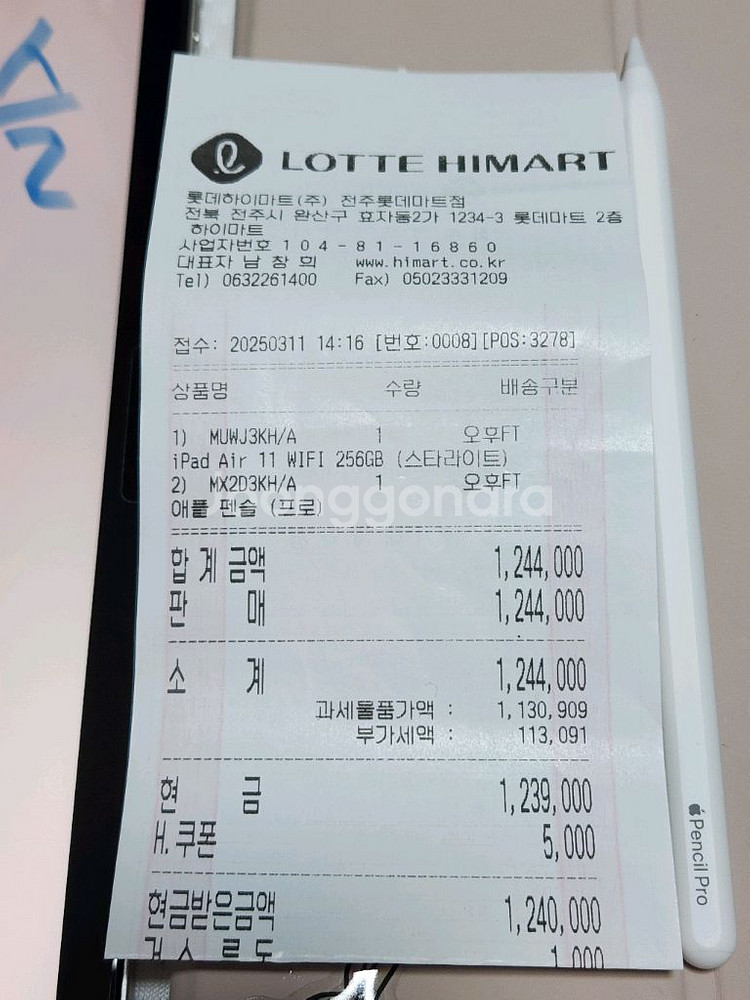 LOTTE HIMART
롯데하이마트(주) 전주롯데마트점
전북 전주시 완산구 효자동2가 1234-3 롯데마트 2층
하이마트
사업자번호 104-81-16860
대표자 남 창 희 www.himart.co.kr
Tel) 0632261400 Fax) 05023331209
접수: 20250311 14:16 [번호:0008][POS:3278]
상품명 수량 배송구분
1) MUWJ3KH/A 1 오후FT
iPad Air 11 WIFI 256GB (스타라이트)
2) MX2D3KH/A 1 오후FT
애플 펜슬 (프로)
joonggonara
합 계 금액 1,244,000
판 매 1,244,000
소 계 1,244,000
과세물품가액 : 1,130,909
부가세액 : 113,091
현 금 1,239,000
H.쿠폰 5,000
현금받은금액 1,240,000
거 스 름 돈 1,000
Pencil Pro